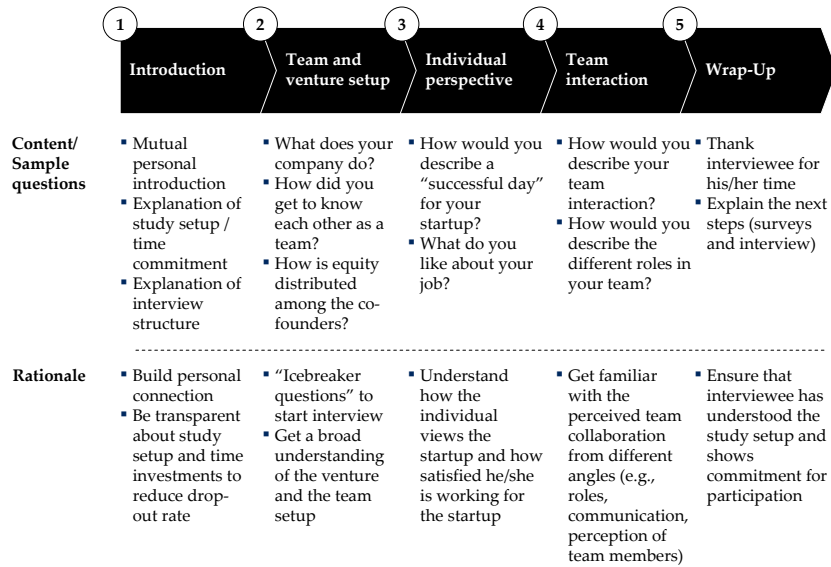 1
2
3
4
5
Introduction
Team and
venture setup
Individual
perspective
Team
interaction
Wrap-Up
Content/
Sample
questions
▪ Mutual
personal
introduction
▪ Explanation of
study setup /
time
commitment
▪ Explanation of
interview
structure
▪ What does your
company do?
▪ How did you
get to know
each other as a
team?
▪ How is equity
distributed
among the co-
founders?
▪ How would you
describe a
“successful day”
for your
startup?
▪ What do you
like about your
job?
▪ How would you
describe your
team
interaction?
▪ How would you
describe the
different roles in
your team?
▪ Thank
interviewee for
his/her time
▪ Explain the next
steps (surveys
and interview)
Rationale
▪ Build personal
connection
▪ Be transparent
about study
setup and time
investments to
reduce drop-
out rate
▪ “Icebreaker
questions” to
start interview
▪ Get a broad
understanding
of the venture
and the team
setup
▪ Understand
how the
individual
views the
startup and how
satisfied he/she
is working for
the startup
▪ Get familiar
with the
perceived team
collaboration
from different
angles (e.g.,
roles,
communication,
perception of
team members)
▪ Ensure that
interviewee has
understood the
study setup and
shows
commitment for
participation